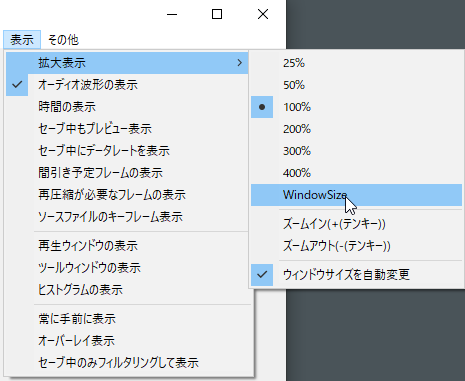 表示 その他
拡大表示
オーディオ波形の表示
時間の表示
セーブ中もプレビュー表示
セーブ中にデータレートを表示
間引き予定フレームの表示
再圧縮が必要なフレームの表示
ソースファイルのキーフレーム表示
再生ウィンドウの表示
ツールウィンドウの表示
ヒストグラムの表示
常に手前に表示
オーバーレイ表示
セーブ中のみフィルタリングして表示
25%
50%
100%
200%
300%
400%
WindowSize
ズームイン(+(テンキー))
ズームアウト(-(テンキー))
ウィンドウサイズを自動変更